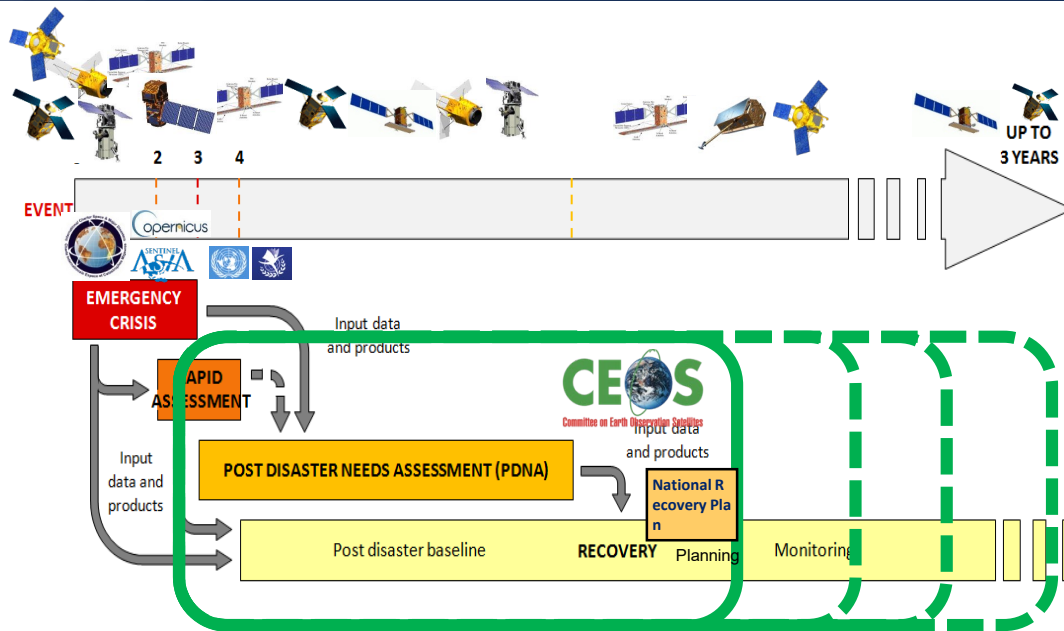 UP TO
3 YEARS
2 3 4
EVENT
opernicus
SENTINEL
ASIA
EMERGENCY
CRISIS
Input data
and products
RAPID
ASSESSMENT
CEOS
Committee on Earth Observation Satellites
Input data
and products
Input
data and
products
POST DISASTER NEEDS ASSESSMENT (PDNA)
National R
ecovery Pla
n
Post disaster baseline
RECOVERY
Planning
Monitoring